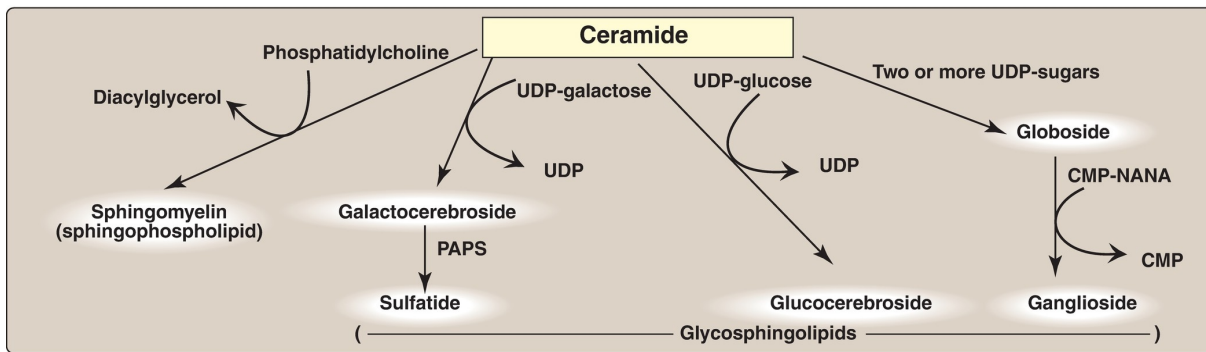 Ceramide
Phosphatidylcholine
Diacylglycerol
UDP-galactose
UDP
UDP-glucose
UDP
Two or more UDP-sugars
Globoside
CMP-NANA
CMP
Sphingomyelin
(sphingophospholipid)
Galactocerebroside
PAPS
Sulfatide
Glucocerebroside
Ganglioside
( Glycosphingolipids )